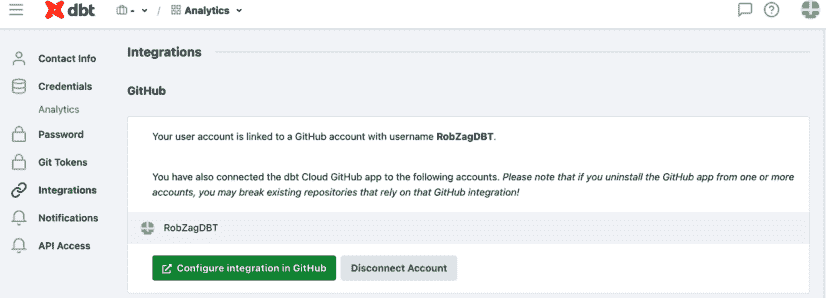 dbt - / Analytics
Integrations
Contact Info
Credentials
Analytics
Password
Git Tokens
Integrations
Notifications
API Access
GitHub
Your user account is linked to a GitHub account with username RobZagDBT.
You have also connected the dbt Cloud GitHub app to the following accounts. Please note that if you uninstall the GitHub app from one or more
accounts, you may break existing repositories that rely on that GitHub integration!
RobZagDBT
Configure integration in GitHub Disconnect Account